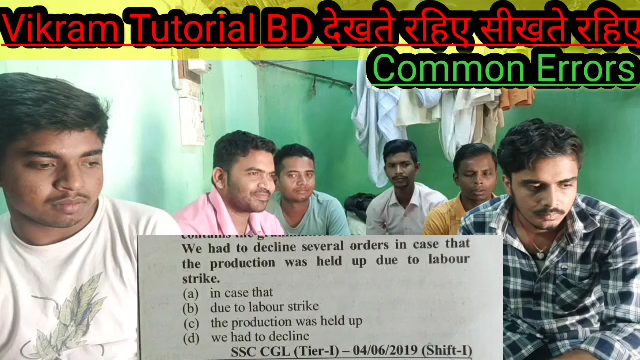 Vikram Tutorial BD देखते रहिए सीखते रहिए
Common Errors
We had to decline several orders in case that
the production was held up due to labour
strike.
(a) in case that
(b) due to labour strike
(c) the production was held up
(d) we had to decline
SSC CGL (Tier-I) – 04/06/2019 (Shift-I)